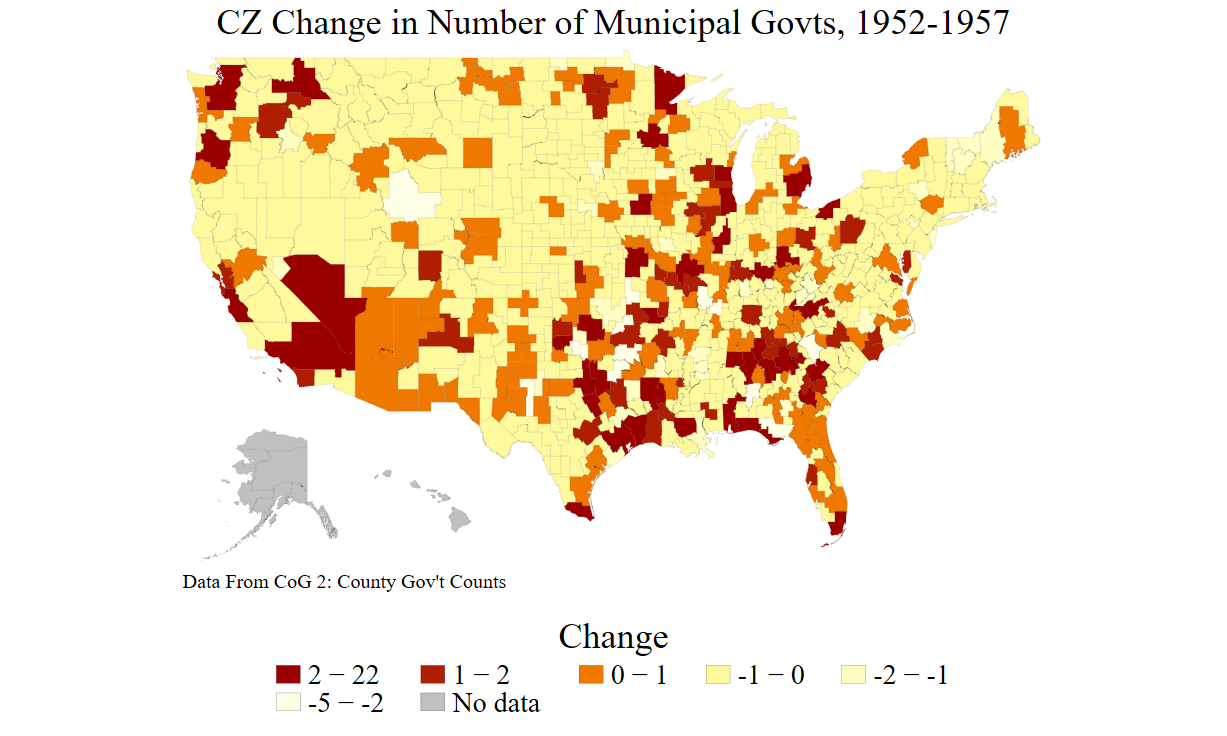 CZ Change in Number of Municipal Govts, 1952-1957
Data From CoG 2: County Gov't Counts
Change
2 − 22 1 − 2 0 − 1 -1 − 0 -2 − -1
-5 − -2 No data